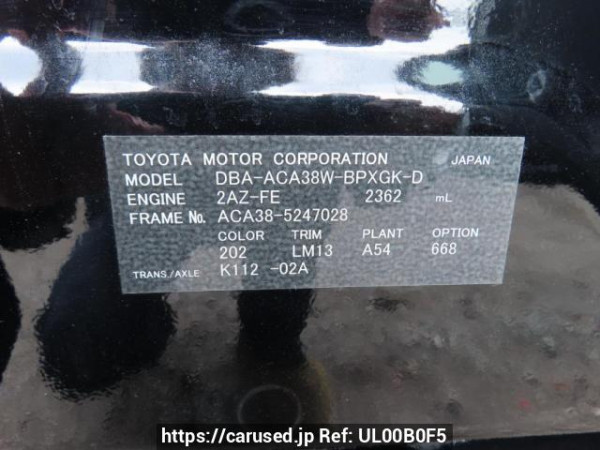 TOYOTA MOTOR CORPORATION JAPAN
MODEL DBA-ACA38W-BPXGK-D
ENGINE 2AZ-FE 2362 mL
FRAME No. ACA38-5247028
COLOR TRIM PLANT OPTION
202 LM13 A54 668
TRANS./AXLE K112 -02A
https://carused.jp Ref: UL00B0F5